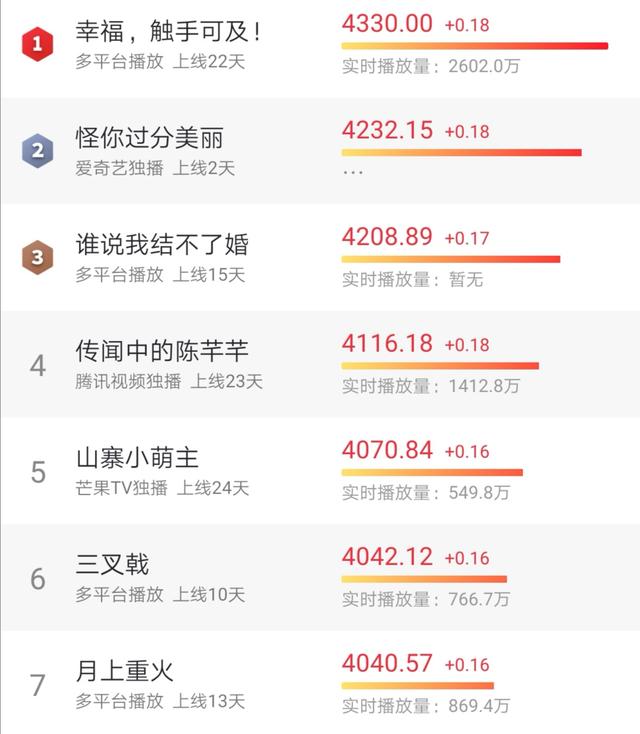 1
幸福，触手可及！
多平台播放 上线22天
4330.00 +0.18
实时播放量：2602.0万
2
怪你过分美丽
爱奇艺独播 上线2天
4232.15 +0.18
...
3
谁说我结不了婚
多平台播放 上线15天
4208.89 +0.17
实时播放量：暂无
4
传闻中的陈芊芊
腾讯视频独播 上线23天
4116.18 +0.18
实时播放量：1412.8万
5
山寨小萌主
芒果TV独播 上线24天
4070.84 +0.16
实时播放量：549.8万
6
三叉戟
多平台播放 上线10天
4042.12 +0.16
实时播放量：766.7万
7
月上重火
多平台播放 上线13天
4040.57 +0.16
实时播放量：869.4万